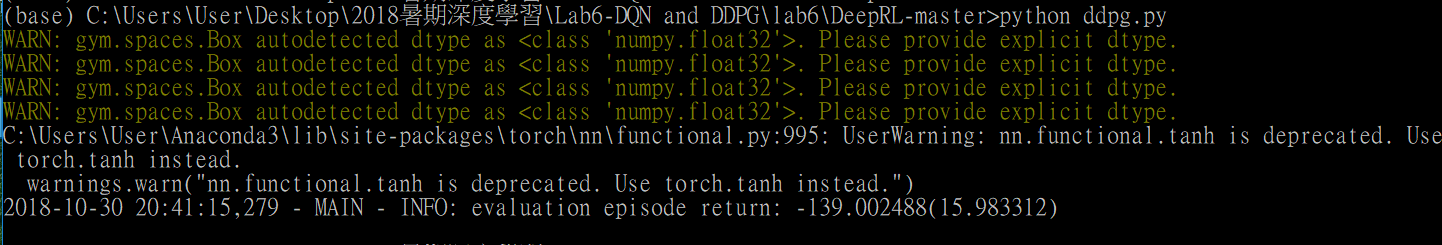 (base) C:\Users\User\Desktop\2018暑期深度學習\Lab6-DQN and DDPG\lab6\DeepRL-master>python ddpg.py
WARN: gym.spaces.Box autodetected dtype as <class 'numpy.float32'>. Please provide explicit dtype.
WARN: gym.spaces.Box autodetected dtype as <class 'numpy.float32'>. Please provide explicit dtype.
WARN: gym.spaces.Box autodetected dtype as <class 'numpy.float32'>. Please provide explicit dtype.
WARN: gym.spaces.Box autodetected dtype as <class 'numpy.float32'>. Please provide explicit dtype.
C:\Users\User\Anaconda3\lib\site-packages\torch\nn\functional.py:995: UserWarning: nn.functional.tanh is deprecated. Use
 torch.tanh instead.
  warnings.warn("nn.functional.tanh is deprecated. Use torch.tanh instead.")
2018-10-30 20:41:15,279 - MAIN - INFO: evaluation episode return: -139.002488(15.983312)